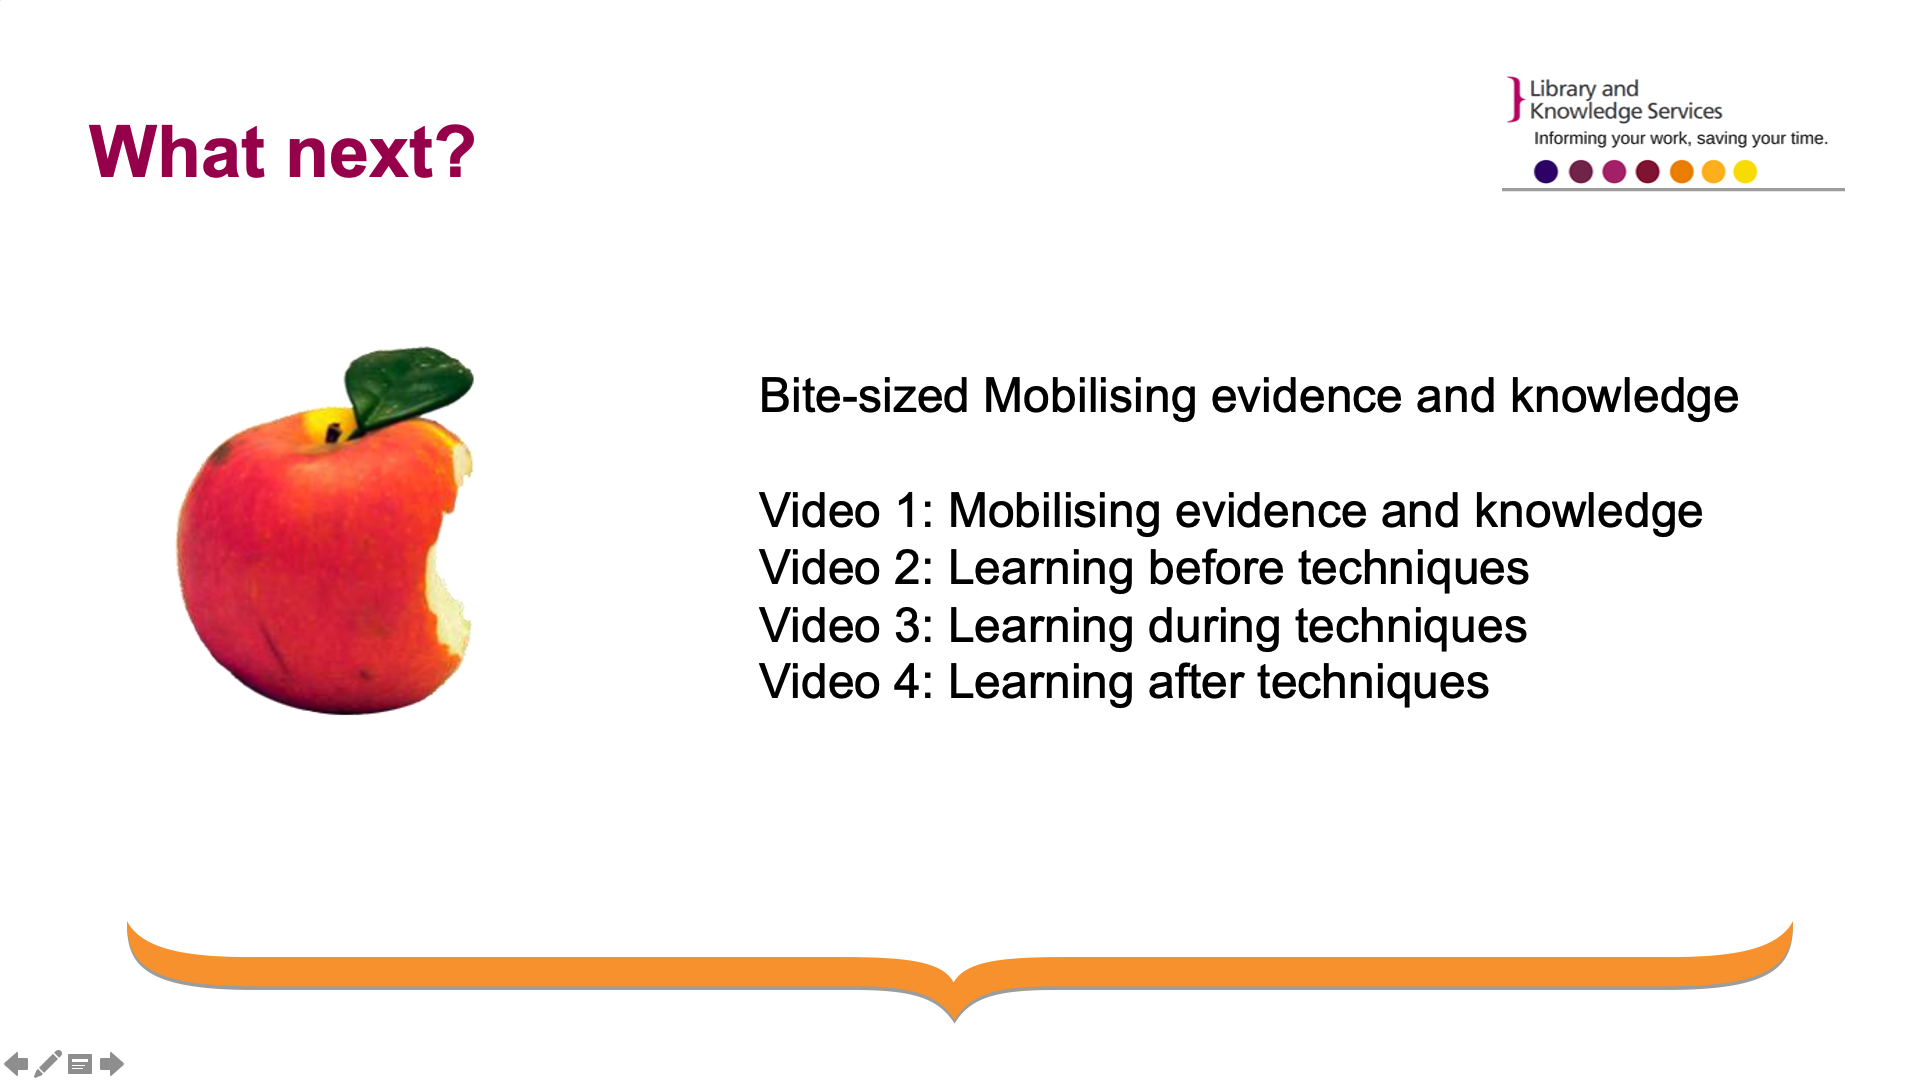 What next?
Library and
Knowledge Services
Informing your work, saving your time.
Bite-sized Mobilising evidence and knowledge
Video 1: Mobilising evidence and knowledge
Video 2: Learning before techniques
Video 3: Learning during techniques
Video 4: Learning after techniques